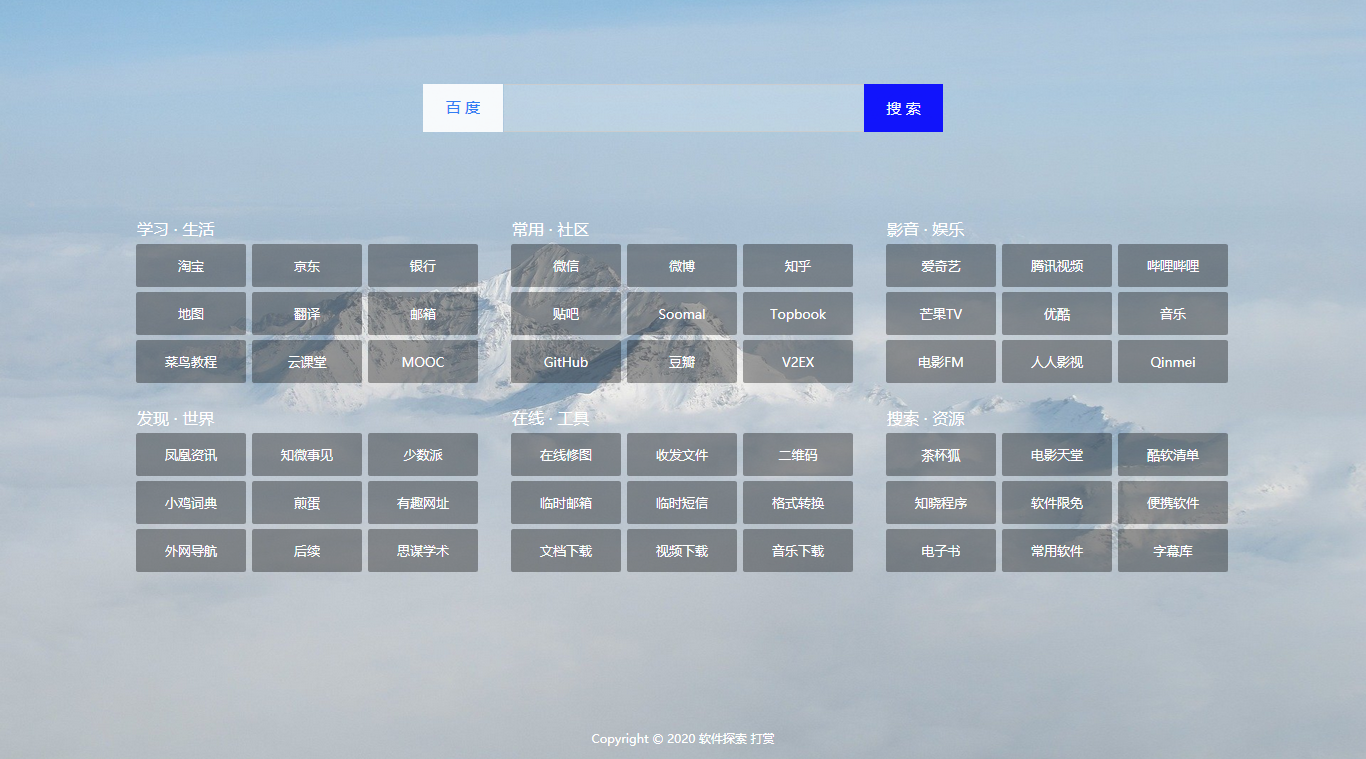 百 度
搜 索
学习 · 生活
淘宝 京东 银行
地图 翻译 邮箱
菜鸟教程 云课堂 MOOC
常用 · 社区
微信 微博 知乎
贴吧 Soomal Topbook
GitHub 豆瓣 V2EX
影音 · 娱乐
爱奇艺 腾讯视频 哔哩哔哩
芒果TV 优酷 音乐
电影FM 人人影视 Qinmei
发现 · 世界
凤凰资讯 知微事见 少数派
小鸡词典 煎蛋 有趣网址
外网导航 后续 思谋学术
在线 · 工具
在线修图 收发文件 二维码
临时邮箱 临时短信 格式转换
文档下载 视频下载 音乐下载
搜索 · 资源
茶杯狐 电影天堂 酷软清单
知晓程序 软件限免 便携软件
电子书 常用软件 字幕库
Copyright © 2020 软件探索 打赏